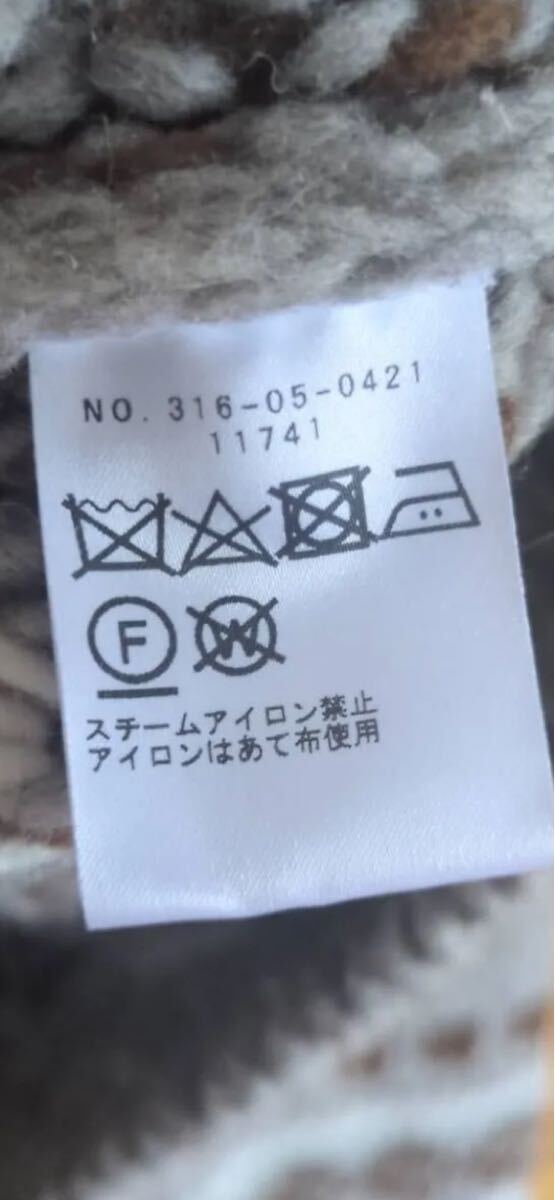 NO. 316-05-0421
11741
F W
スチームアイロン禁止
アイロンはあて布使用